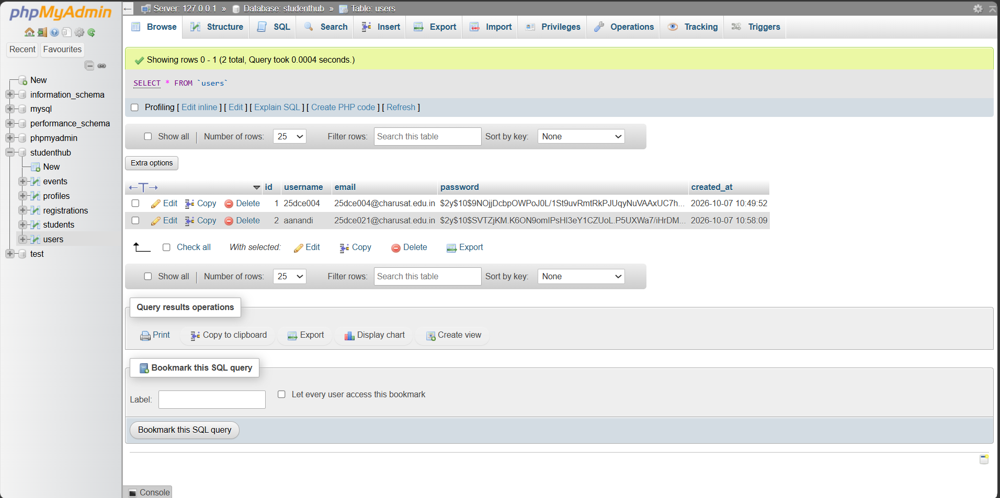 phpMyAdmin
Recent Favourites
New
information_schema
mysql
performance_schema
phpmyadmin
studenthub
New
events
profiles
registrations
students
users
test
Server: 127.0.0.1 » Database: studenthub » Table: users
Browse Structure SQL Search Insert Export Import Privileges Operations Tracking Triggers
Showing rows 0 - 1 (2 total, Query took 0.0004 seconds.)
SELECT * FROM `users`
Profiling [ Edit inline ] [ Edit ] [ Explain SQL ] [ Create PHP code ] [ Refresh ]
Show all Number of rows: 25 Filter rows: Search this table Sort by key: None
Extra options
id username email password created_at
Edit Copy Delete 1 25dce004 25dce004@charusat.edu.in $2y$10$9NOjjDcbpOWPoJ0L/1St9uvRmtRkPJUqyNuVAAxUC7h... 2026-10-07 10:49:52
Edit Copy Delete 2 aanandi 25dce021@charusat.edu.in $2y$10$SVTZjKM.K6ON9omIPsHI3eY1CZUoL.P5UXWa7/iHrDM... 2026-10-07 10:58:09
Check all With selected: Edit Copy Delete Export
Show all Number of rows: 25 Filter rows: Search this table Sort by key: None
Query results operations
Print Copy to clipboard Export Display chart Create view
Bookmark this SQL query
Label: Let every user access this bookmark
Bookmark this SQL query
Console